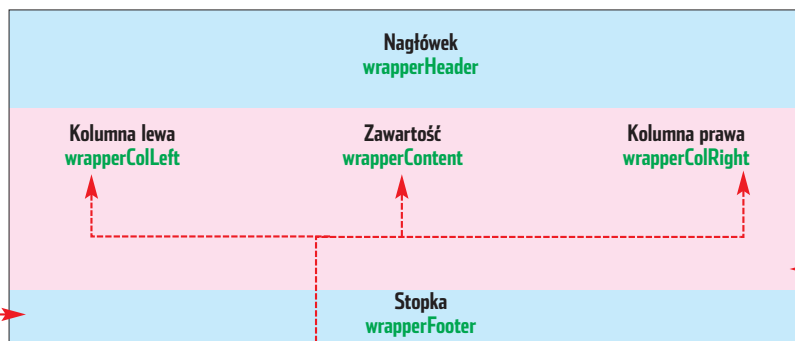 Nagłówek
wrapperHeader
Kolumna lewa
wrapperColLeft
Zawartość
wrapperContent
Kolumna prawa
wrapperColRight
Stopka
wrapperFooter